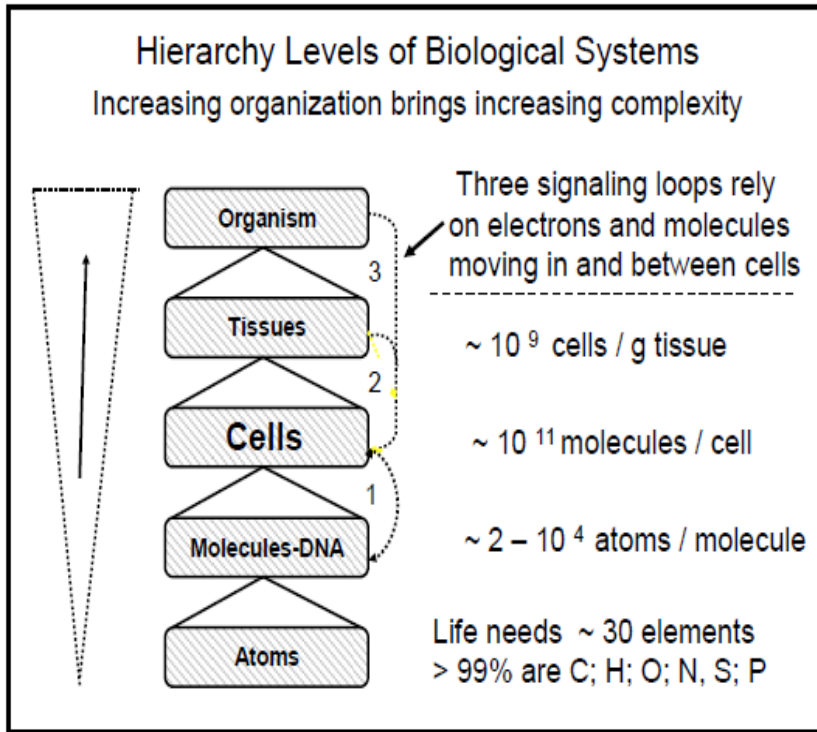 Hierarchy Levels of Biological Systems
Increasing organization brings increasing complexity
Three signaling loops rely
on electrons and molecules
moving in and between cells
Organism
3
Tissues
~ 10 9 cells / g tissue
2
Cells
~ 10 11 molecules / cell
1
Molecules-DNA
~ 2 – 10 4 atoms / molecule
Atoms
Life needs ~ 30 elements
> 99% are C; H; O; N, S; P